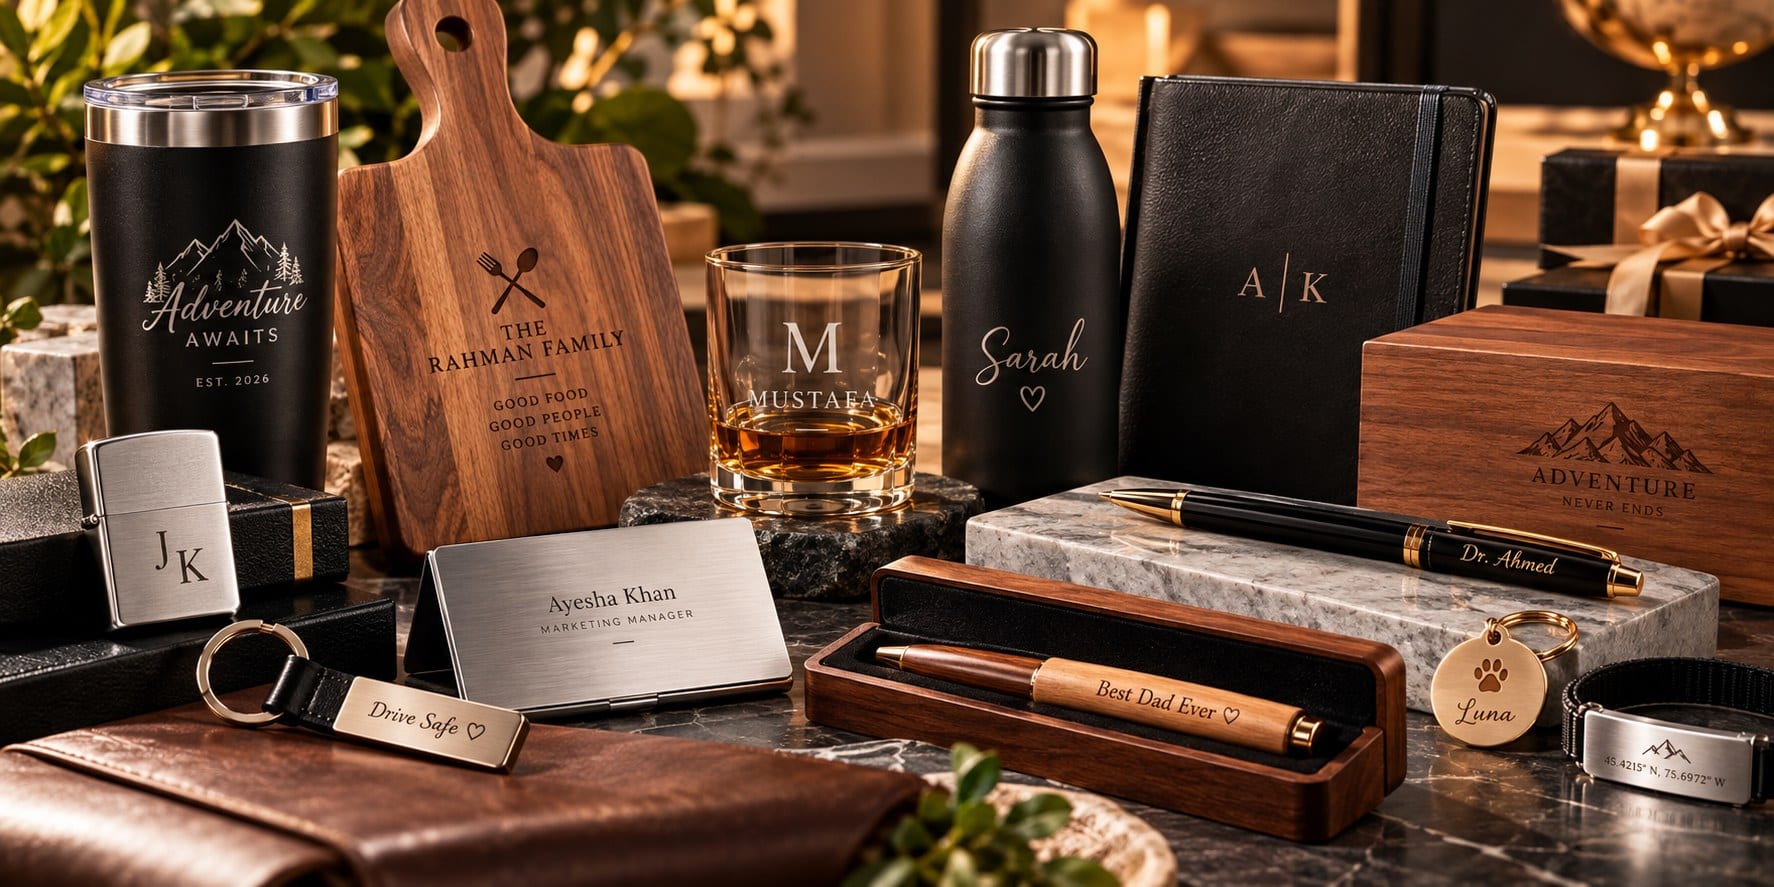 Adventure
AWAITS
EST. 2026
THE
RAHMAN FAMILY
GOOD FOOD
GOOD PEOPLE
GOOD TIMES
M
MUSTAFA
Sarah
A | K
ADVENTURE
NEVER ENDS
J
K
Ayesha Khan
MARKETING MANAGER
Dr. Ahmed
Drive Safe
Best Dad Ever
Luna
45.4215° N, 75.6972° W